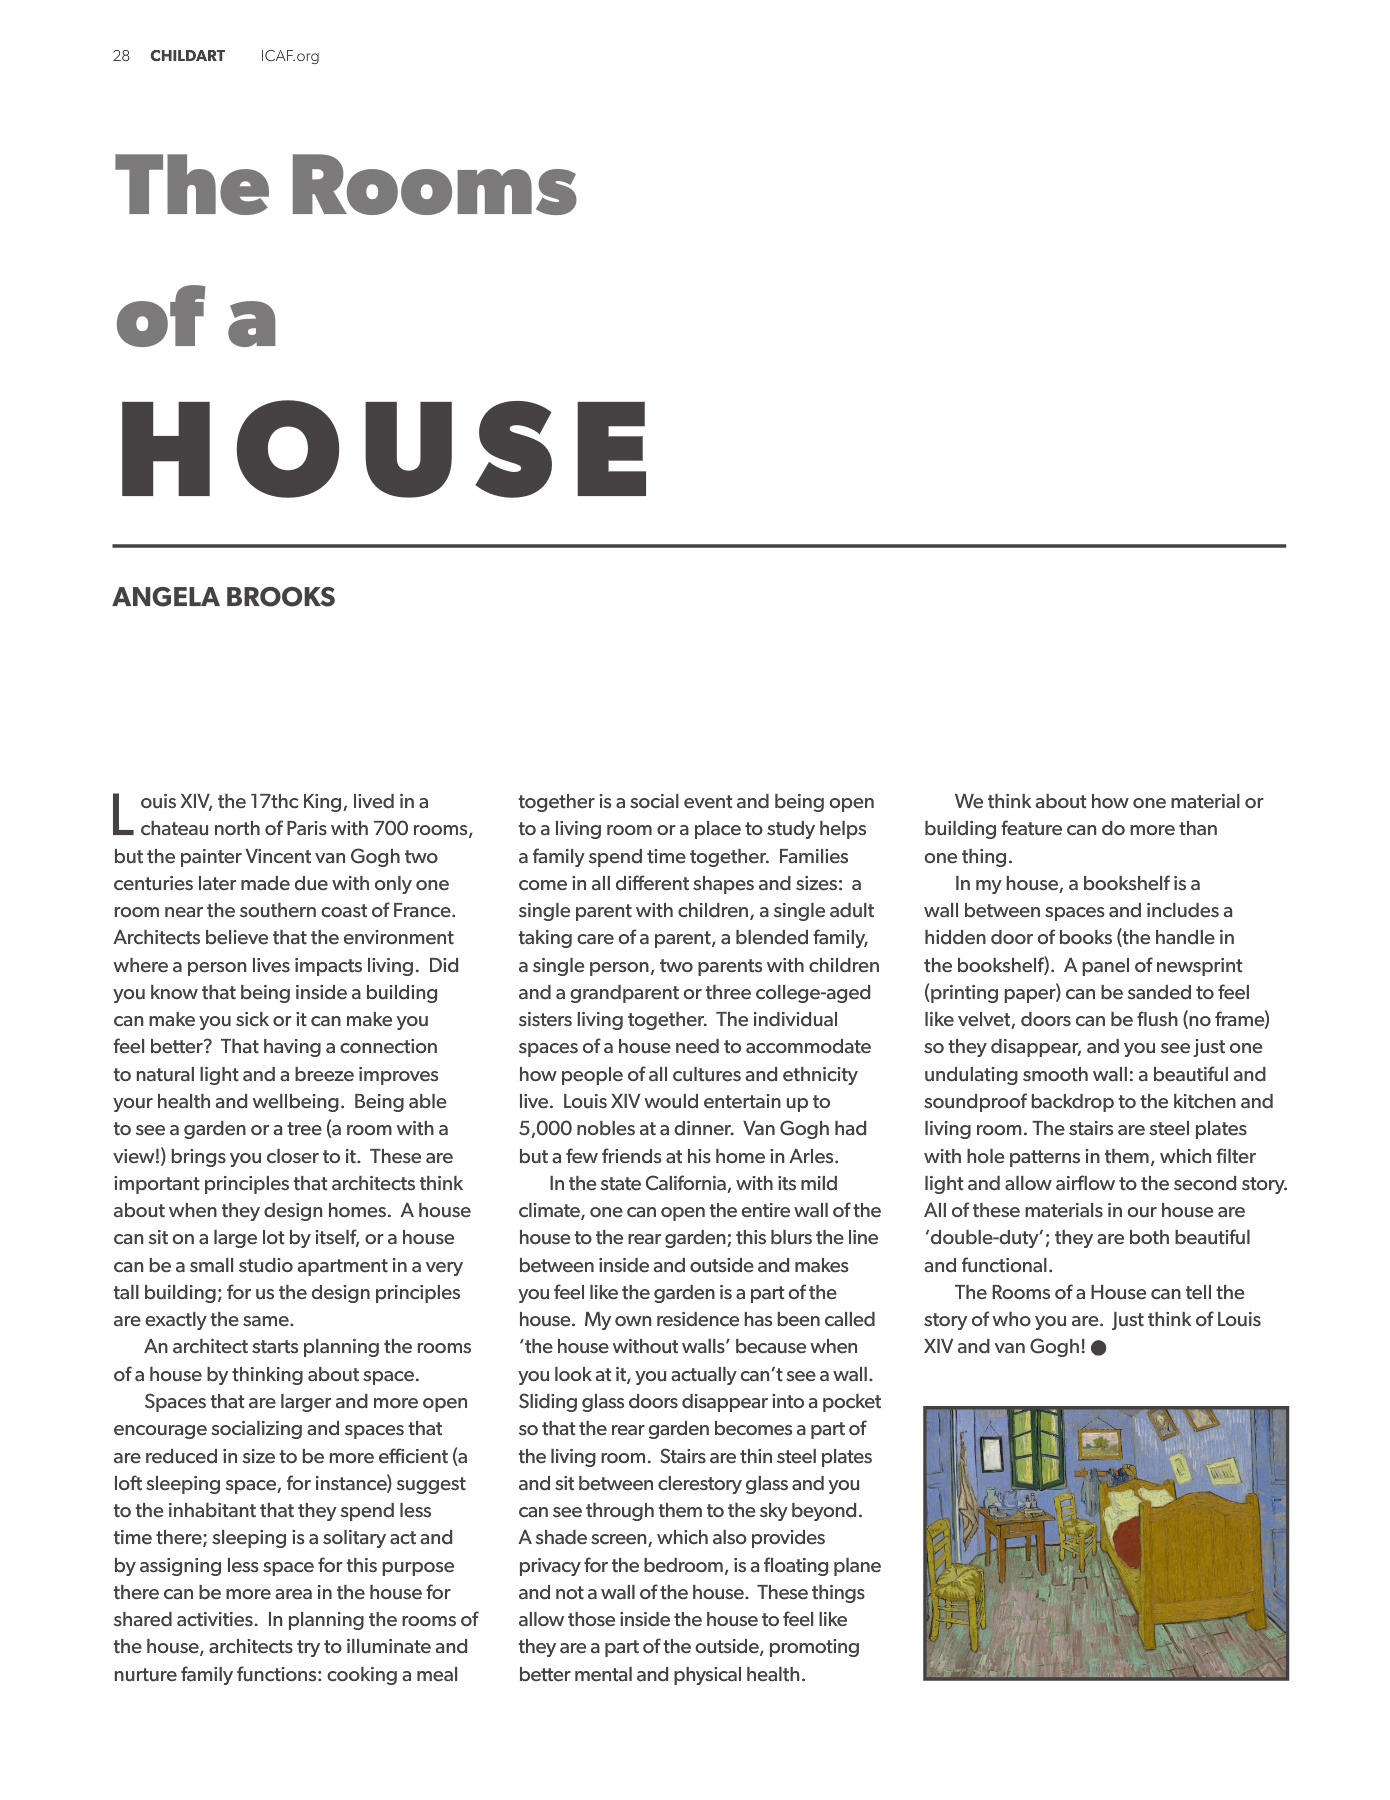 28 CHILDART ICAF.org
The Rooms
of a
HOUSE
ANGELA BROOKS
Louis XIV, the 17thc King, lived in a
chateau north of Paris with 700 rooms,
but the painter Vincent van Gogh two
centuries later made due with only one
room near the southern coast of France.
Architects believe that the environment
where a person lives impacts living. Did
you know that being inside a building
can make you sick or it can make you
feel better? That having a connection
to natural light and a breeze improves
your health and wellbeing. Being able
to see a garden or a tree (a room with a
view!) brings you closer to it. These are
important principles that architects think
about when they design homes. A house
can sit on a large lot by itself, or a house
can be a small studio apartment in a very
tall building; for us the design principles
are exactly the same.
An architect starts planning the rooms
of a house by thinking about space.
Spaces that are larger and more open
encourage socializing and spaces that
are reduced in size to be more efficient (a
loft sleeping space, for instance) suggest
to the inhabitant that they spend less
time there; sleeping is a solitary act and
by assigning less space for this purpose
there can be more area in the house for
shared activities. In planning the rooms of
the house, architects try to illuminate and
nurture family functions: cooking a meal
together is a social event and being open
to a living room or a place to study helps
a family spend time together. Families
come in all different shapes and sizes: a
single parent with children, a single adult
taking care of a parent, a blended family,
a single person, two parents with children
and a grandparent or three college-aged
sisters living together. The individual
spaces of a house need to accommodate
how people of all cultures and ethnicity
live. Louis XIV would entertain up to
5,000 nobles at a dinner. Van Gogh had
but a few friends at his home in Arles.
In the state California, with its mild
climate, one can open the entire wall of the
house to the rear garden; this blurs the line
between inside and outside and makes
you feel like the garden is a part of the
house. My own residence has been called
‘the house without walls’ because when
you look at it, you actually can’t see a wall.
Sliding glass doors disappear into a pocket
so that the rear garden becomes a part of
the living room. Stairs are thin steel plates
and sit between clerestory glass and you
can see through them to the sky beyond.
A shade screen, which also provides
privacy for the bedroom, is a floating plane
and not a wall of the house. These things
allow those inside the house to feel like
they are a part of the outside, promoting
better mental and physical health.
We think about how one material or
building feature can do more than
one thing.
In my house, a bookshelf is a
wall between spaces and includes a
hidden door of books (the handle in
the bookshelf). A panel of newsprint
(printing paper) can be sanded to feel
like velvet, doors can be flush (no frame)
so they disappear, and you see just one
undulating smooth wall: a beautiful and
soundproof backdrop to the kitchen and
living room. The stairs are steel plates
with hole patterns in them, which filter
light and allow airflow to the second story.
All of these materials in our house are
‘double-duty’; they are both beautiful
and functional.
The Rooms of a House can tell the
story of who you are. Just think of Louis
XIV and van Gogh!